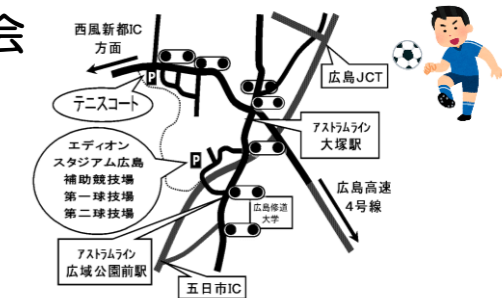 会
西風新都IC
方面
P
テニスコート
広島JCT
アストラムライン
大塚駅
エディオン
スタジアム広島
補助競技場
第一球技場
第二球技場
P
広島高速
4号線
広島修道
大学
アストラムライン
広域公園前駅
五日市IC